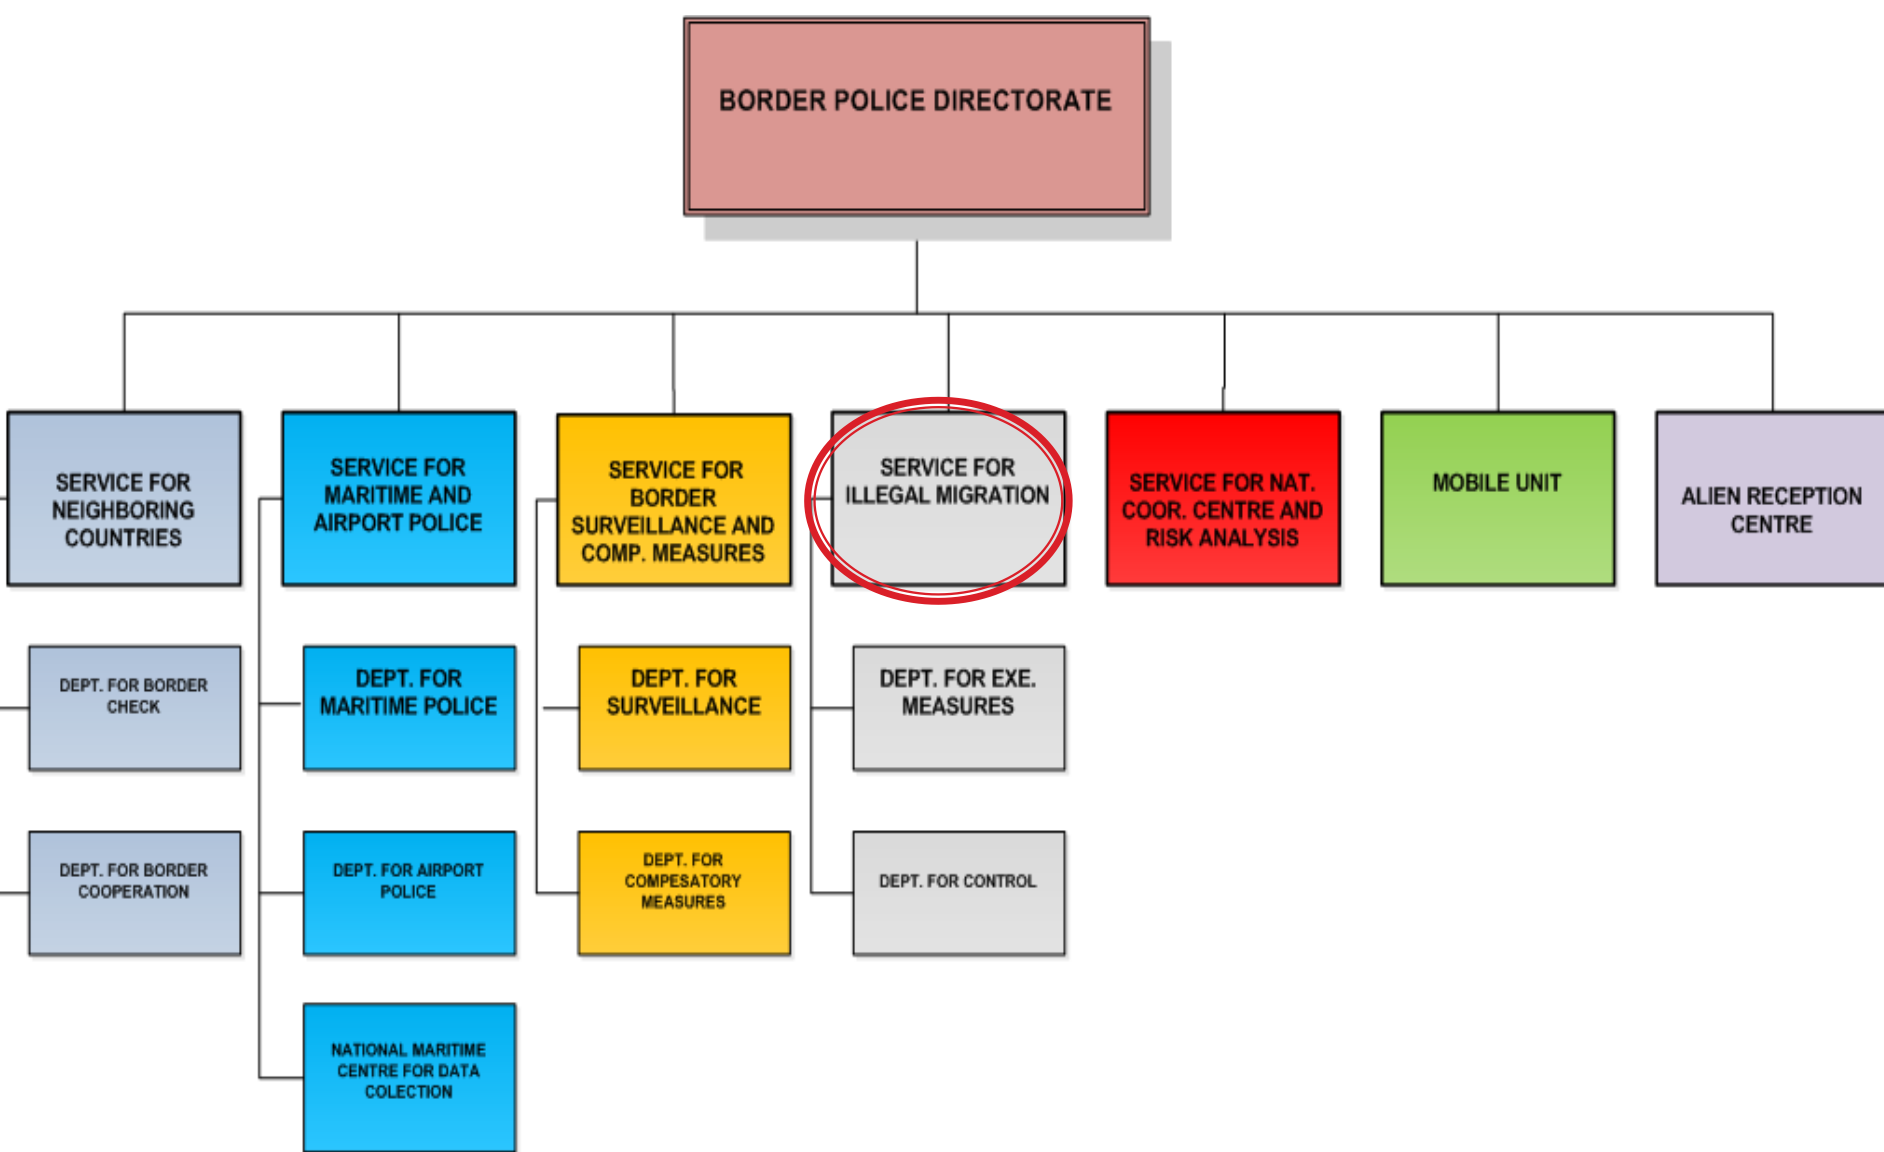 BORDER POLICE DIRECTORATE
SERVICE FOR
NEIGHBORING
COUNTRIES
SERVICE FOR
MARITIME AND
AIRPORT POLICE
SERVICE FOR
BORDER
SURVEILLANCE AND
COMP. MEASURES
SERVICE FOR
ILLEGAL MIGRATION
SERVICE FOR NAT.
COOR. CENTRE AND
RISK ANALYSIS
MOBILE UNIT
ALIEN RECEPTION
CENTRE
DEPT. FOR BORDER
CHECK
DEPT. FOR
MARITIME POLICE
DEPT. FOR
SURVEILLANCE
DEPT. FOR EXE.
MEASURES
DEPT. FOR BORDER
COOPERATION
DEPT. FOR AIRPORT
POLICE
DEPT. FOR
COMPESATORY
MEASURES
DEPT. FOR CONTROL
NATIONAL MARITIME
CENTRE FOR DATA
COLECTION